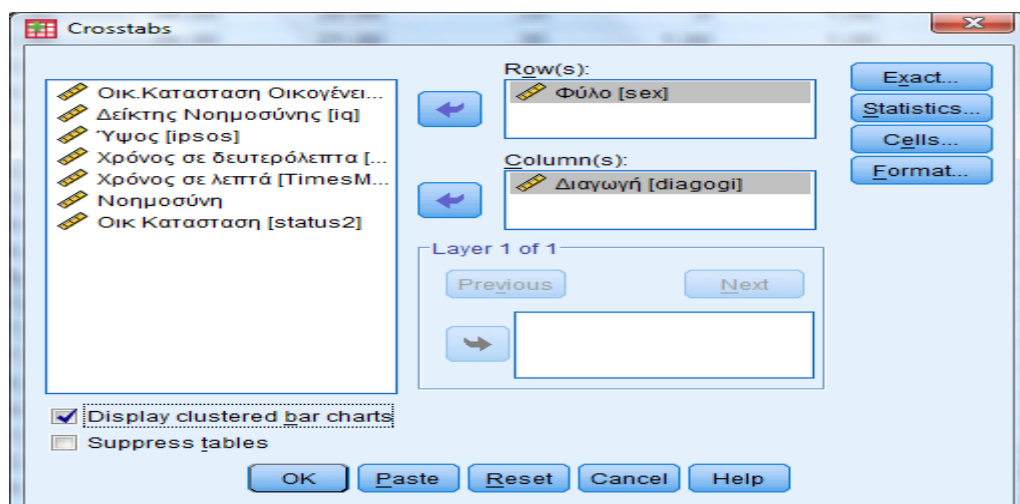 Crosstabs
Οικ.Κατασταση Οικογένει...
Δείκτης Νοημοσύνης [iq]
Ύψος [ipsos]
Χρόνος σε δευτερόλεπτα [...
Χρόνος σε λεπτά [TimesM...
Νοημοσύνη
Οικ Κατασταση [status2]
Row(s):
Φύλο [sex]
Column(s):
Διαγωγή [diagogi]
Layer 1 of 1
Previous
Next
Exact...
Statistics...
Cells...
Format...
Display clustered bar charts
Suppress tables
OK
Paste
Reset
Cancel
Help